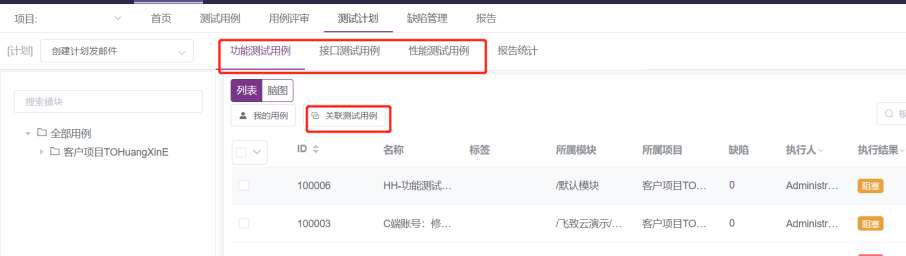 项目:
首页 测试用例 用例评审 测试计划 缺陷管理 报告
[计划] 创建计划发邮件 功能测试用例 接口测试用例 性能测试用例 报告统计
搜索模块
全部用例
客户项目TOHuangXinE
列表 脑图
我的用例 关联测试用例
ID 名称 标签 所属模块 所属项目 缺陷 执行人 执行结果
100006 HH-功能测试... /默认模块 客户项目TO... 0 Administr... 阻塞
100003 C端账号：修... /飞致云演示/... 客户项目TO... 0 Administr... 阻塞